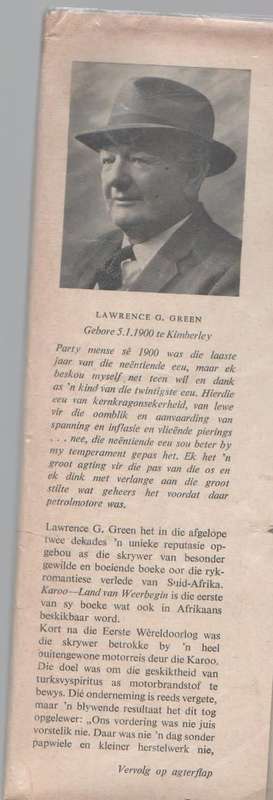 LAWRENCE G. GREEN
Gebore 5.1.1900 te Kimberley
Party mense sê 1900 was die laaste
jaar van die neëntiende eeu, maar ek
beskou myself net teen wil en dank
as 'n kind van die twintigste eeu. Hierdie
eeu van kernkragonsekerheid, van lewe
vir die oomblik en aanvaarding van
spanning en inflasie en vlieënde pierings
. . . nee, die neëntiende eeu sou beter by
my temperament gepas het. Ek het 'n
groot agting vir die pas van die os en
ek dink met verlange aan die groot
stilte wat geheers het voordat daar
petrolmotore was.
Lawrence G. Green het in die afgelope
twee dekades 'n unieke reputasie op-
gebou as die skrywer van besonder
gewilde en boeiende boeke oor die ryk-
romantiese verlede van Suid-Afrika.
Karoo—Land van Weerbegin is die eerste
van sy boeke wat ook in Afrikaans
beskikbaar word.
Kort na die Eerste Wêreldoorlog was
die skrywer betrokke by 'n heel
buitengewone motorreis deur die Karoo.
Die doel was om die geskiktheid van
turksvyspiritus as motorbrandstof te
bewys. Dié onderneming is reeds vergete,
maar 'n blywende resultaat het dit tog
opgelewer: „Ons vordering was nie juis
vorstelik nie. Daar was nie 'n dag sonder
papwiele en kleiner herstelwerk nie,
Vervolg op agterflap